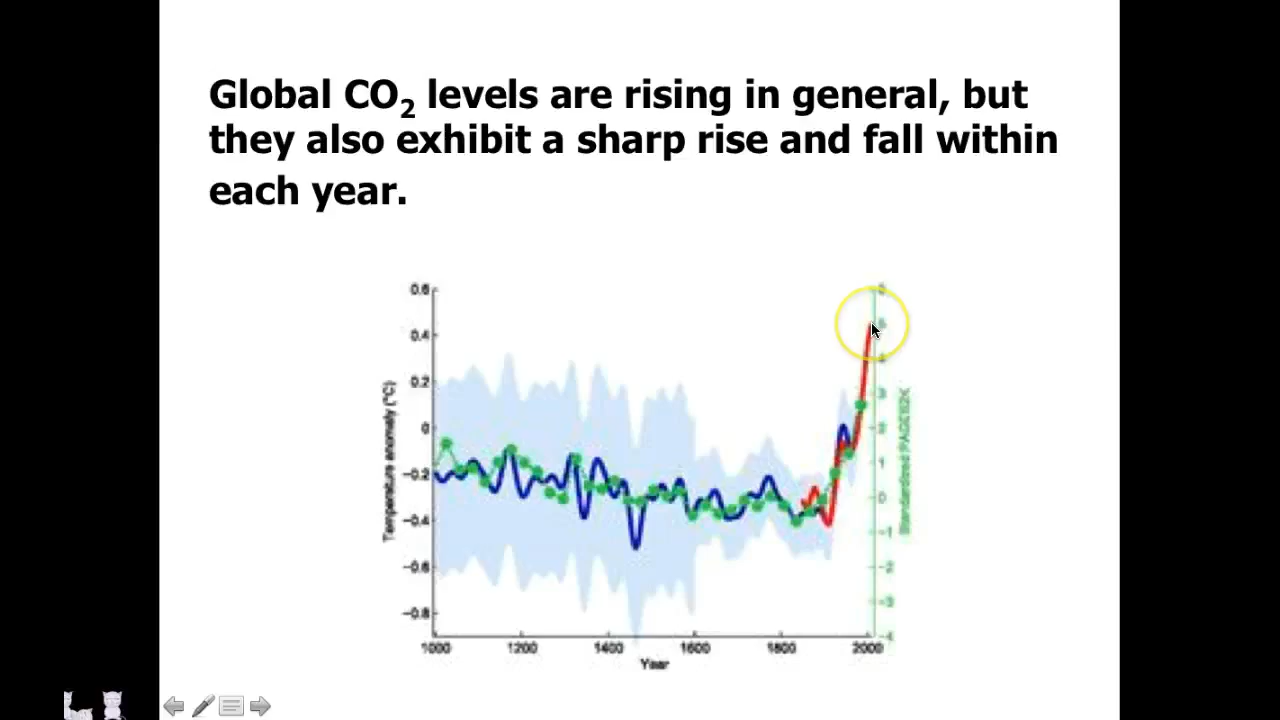 Global CO₂ levels are rising in general, but
they also exhibit a sharp rise and fall within
each year.
0.6
0.4
0.2
0
−0.2
−0.4
−0.6
−0.8
Temperature anomaly (°C)
1000 1200 1400 1600 1800 2000
Year
3
2
1
0
−1
−2
−3
−4
Standardised PAGES2K